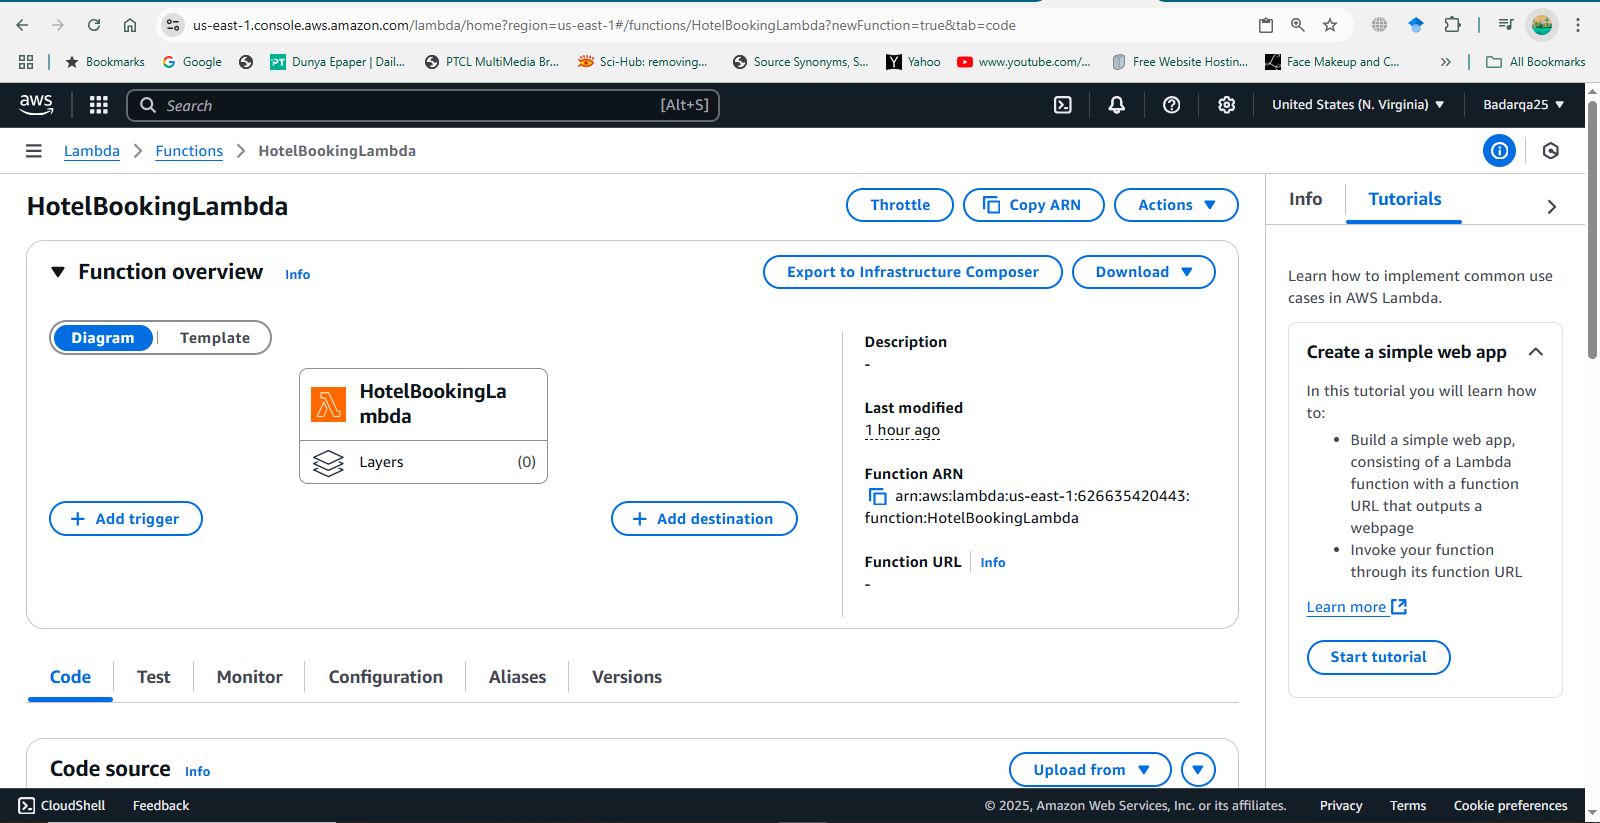 us-east-1.console.aws.amazon.com/lambda/home?region=us-east-1#/functions/HotelBookingLambda?newFunction=true&tab=code
Bookmarks
Google
PT
Dunya Epaper | Dail...
PTCL MultiMedia Br...
Sci-Hub: removing...
Source Synonyms, S...
Y
Yahoo
www.youtube.com/...
Free Website Hostin...
Face Makeup and C...
»
All Bookmarks
aws
Search
[Alt+S]
United States (N. Virginia)
Badarqa25
Lambda
Functions
HotelBookingLambda
HotelBookingLambda
Throttle
Copy ARN
Actions
Info
Tutorials
Function overview
Info
Export to Infrastructure Composer
Download
Diagram
Template
HotelBookingLa
mbda
Layers
(0)
+ Add trigger
+ Add destination
Description
-
Last modified
1 hour ago
Function ARN
arn:aws:lambda:us-east-1:626635420443:
function:HotelBookingLambda
Function URL
Info
-
Learn how to implement common use
cases in AWS Lambda.
Create a simple web app
In this tutorial you will learn how
to:
• Build a simple web app,
consisting of a Lambda
function with a function
URL that outputs a
webpage
• Invoke your function
through its function URL
Learn more
Start tutorial
Code
Test
Monitor
Configuration
Aliases
Versions
Code source
Info
Upload from
CloudShell
Feedback
© 2025, Amazon Web Services, Inc. or its affiliates.
Privacy
Terms
Cookie preferences